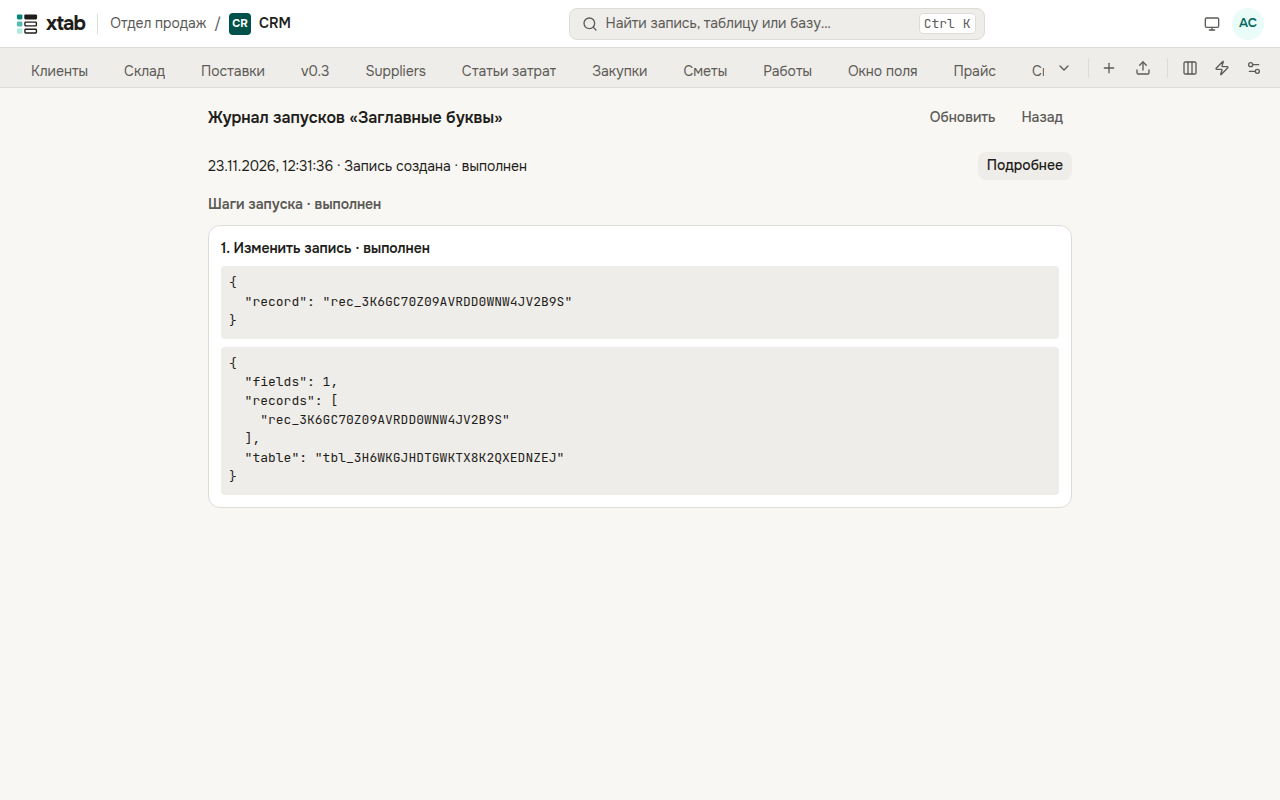 xtab
Отдел продаж / CR CRM
Найти запись, таблицу или базу... Ctrl K
AC
Клиенты Склад Поставки v0.3 Suppliers Статьи затрат Закупки Сметы Работы Окно поля Прайс
Журнал запусков «Заглавные буквы»
Обновить Назад
23.11.2026, 12:31:36 · Запись создана · выполнен
Подробнее
Шаги запуска · выполнен
1. Изменить запись · выполнен
{
"record": "rec_3K6GC70Z09AVRDD0WNW4JV2B9S"
}
{
"fields": 1,
"records": [
"rec_3K6GC70Z09AVRDD0WNW4JV2B9S"
],
"table": "tbl_3H6WKGJHDTGWKTX8K2QXEDNZEJ"
}